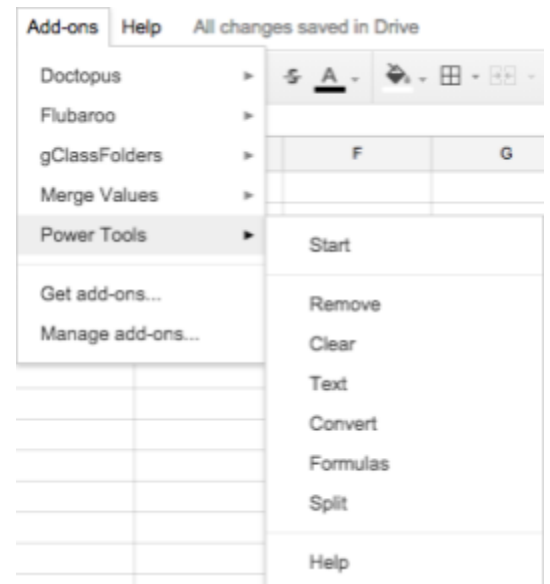 Add-ons Help All changes saved in Drive
Doctopus
Flubaroo
gClassFolders
Merge Values
Power Tools
Get add-ons...
Manage add-ons...
A
F G
Start
Remove
Clear
Text
Convert
Formulas
Split
Help